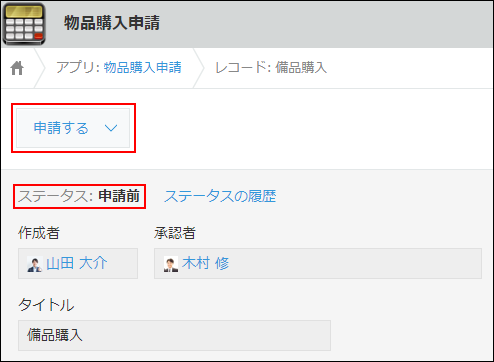 物品購入申請
アプリ: 物品購入申請 レコード: 備品購入
申請する
ステータス: 申請前 ステータスの履歴
作成者 承認者
山田 大介 木村 修
タイトル
備品購入